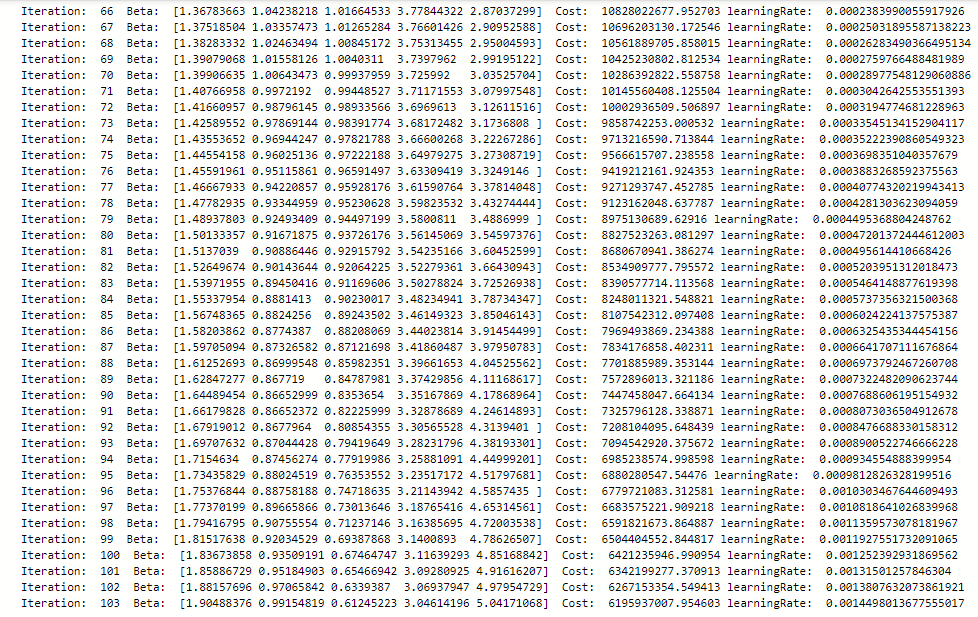 Iteration:  66  Beta:  [1.36783663 1.04238218 1.01664533 3.77844322 2.87037299]  Cost:  10828022677.952703 learningRate:  0.0002383990055917926
Iteration:  67  Beta:  [1.37518504 1.03357473 1.01265284 3.76601426 2.90952588]  Cost:  10696203130.172546 learningRate:  0.00025031895587138223
Iteration:  68  Beta:  [1.38283332 1.02463494 1.00845172 3.75313455 2.95004593]  Cost:  10561889705.858015 learningRate:  0.00026283490366495134
Iteration:  69  Beta:  [1.39079068 1.01558126 1.0040311  3.7397962  2.99195122]  Cost:  10425230802.812534 learningRate:  0.0002759766488481989
Iteration:  70  Beta:  [1.39906635 1.00643473 0.99937959 3.725992   3.03525704]  Cost:  10286392822.558758 learningRate:  0.00028977548129060886
Iteration:  71  Beta:  [1.40766958 0.9972192  0.99448527 3.71171553 3.07997548]  Cost:  10145560408.125504 learningRate:  0.0003042642553551393
Iteration:  72  Beta:  [1.41660957 0.98796145 0.98933566 3.6969613  3.12611516]  Cost:  10002936509.506897 learningRate:  0.0003194774681228963
Iteration:  73  Beta:  [1.42589552 0.97869144 0.98391774 3.68172482 3.1736808 ]  Cost:  9858742253.000532 learningRate:  0.00033545134152904117
Iteration:  74  Beta:  [1.43553652 0.96944247 0.97821788 3.66600268 3.22267286]  Cost:  9713216590.713844 learningRate:  0.00035222390860549323
Iteration:  75  Beta:  [1.44554158 0.96025136 0.97222188 3.64979275 3.27308719]  Cost:  9566615707.238558 learningRate:  0.0003698351040357679
Iteration:  76  Beta:  [1.45591961 0.95115861 0.96591497 3.63309419 3.3249146 ]  Cost:  9419212161.924353 learningRate:  0.000388326859237556​3
Iteration:  77  Beta:  [1.46667933 0.94220857 0.95928176 3.61590764 3.37814048]  Cost:  9271293747.452785 learningRate:  0.00040774320219943413
Iteration:  78  Beta:  [1.47782935 0.93344959 0.95230628 3.59823532 3.43274444]  Cost:  9123162048.637787 learningRate:  0.0004281303623094059
Iteration:  79  Beta:  [1.48937803 0.92493409 0.94497199 3.5800811  3.4886999 ]  Cost:  8975130689.62916 learningRate:  0.0004495368804248762
Iteration:  80  Beta:  [1.50133357 0.91671875 0.93726176 3.56145069 3.54597376]  Cost:  8827523263.081297 learningRate:  0.00047201372444612003
Iteration:  81  Beta:  [1.5137039  0.90886446 0.92915792 3.54235166 3.60452599]  Cost:  8680670941.386274 learningRate:  0.000495614410668426
Iteration:  82  Beta:  [1.52649674 0.90143644 0.92064225 3.52279361 3.66430943]  Cost:  8534909777.795572 learningRate:  0.0005203951312018473
Iteration:  83  Beta:  [1.53971955 0.89450416 0.91169606 3.50278824 3.72526938]  Cost:  8390577714.113568 learningRate:  0.0005464148877619398
Iteration:  84  Beta:  [1.55337954 0.8881413  0.90230017 3.48234941 3.78734347]  Cost:  8248011321.548821 learningRate:  0.0005737356321500368
Iteration:  85  Beta:  [1.56748365 0.8824256  0.89243502 3.46149323 3.85046143]  Cost:  8107542312.097408 learningRate:  0.0006024224137575387
Iteration:  86  Beta:  [1.58203862 0.8774387  0.88208069 3.44023814 3.91454499]  Cost:  7969493869.234388 learningRate:  0.0006325435344454156
Iteration:  87  Beta:  [1.59705094 0.87326582 0.87121698 3.41860487 3.97950783]  Cost:  7834176858.402311 learningRate:  0.0006641707111676864
Iteration:  88  Beta:  [1.61252693 0.86999548 0.85982351 3.39661653 4.04525562]  Cost:  7701885989.353144 learningRate:  0.0006973792467260708
Iteration:  89  Beta:  [1.62847277 0.867719   0.84787981 3.37429856 4.11168617]  Cost:  7572896013.321186 learningRate:  0.0007322482090623744
Iteration:  90  Beta:  [1.64489454 0.86652999 0.8353654  3.35167869 4.17868964]  Cost:  7447458047.664134 learningRate:  0.0007688606195154932
Iteration:  91  Beta:  [1.66179828 0.86652372 0.82225999 3.32878689 4.24614893]  Cost:  7325796128.338871 learningRate:  0.0008073036504912678
Iteration:  92  Beta:  [1.67919012 0.8677964  0.80854355 3.30565528 4.3139401 ]  Cost:  7208104095.648439 learningRate:  0.0008476688330158312
Iteration:  93  Beta:  [1.69707632 0.87044428 0.79419649 3.28231796 4.38193301]  Cost:  7094542920.375672 learningRate:  0.0008900522746666228
Iteration:  94  Beta:  [1.7154634  0.87456274 0.77919986 3.25881091 4.44999201]  Cost:  6985238574.998598 learningRate:  0.000934554888399954
Iteration:  95  Beta:  [1.73435829 0.88024519 0.76353552 3.23517172 4.51797681]  Cost:  6880280547.54476 learningRate:  0.0009812826328199516
Iteration:  96  Beta:  [1.75376844 0.88758188 0.74718635 3.21143942 4.5857435 ]  Cost:  6779721083.312581 learningRate:  0.0010303467644609493
Iteration:  97  Beta:  [1.77370199 0.89665866 0.73013646 3.18765416 4.65314561]  Cost:  6683575221.909218 learningRate:  0.0010818641026839968
Iteration:  98  Beta:  [1.79416795 0.90755554 0.71237146 3.16385695 4.72003538]  Cost:  6591821673.864887 learningRate:  0.0011359573078181967
Iteration:  99  Beta:  [1.81517638 0.92034529 0.69387868 3.1400893  4.78626507]  Cost:  6504404552.844817 learningRate:  0.0011927551732091065
Iteration:  100  Beta:  [1.83673858 0.93509191 0.67464747 3.11639293 4.85168842]  Cost:  6421235946.990954 learningRate:  0.001252392931869562
Iteration:  101  Beta:  [1.85886729 0.95184903 0.65466942 3.09280925 4.91616207]  Cost:  6342199277.370913 learningRate:  0.00131501257846304
Iteration:  102  Beta:  [1.88157696 0.97065842 0.6339387  3.06937947 4.97954729]  Cost:  6267153354.549413 learningRate:  0.0013807632073861921
Iteration:  103  Beta:  [1.90488376 0.99154819 0.61245223 3.04614196 5.04171068]  Cost:  6195937007.954603 learningRate:  0.0014498013677555017